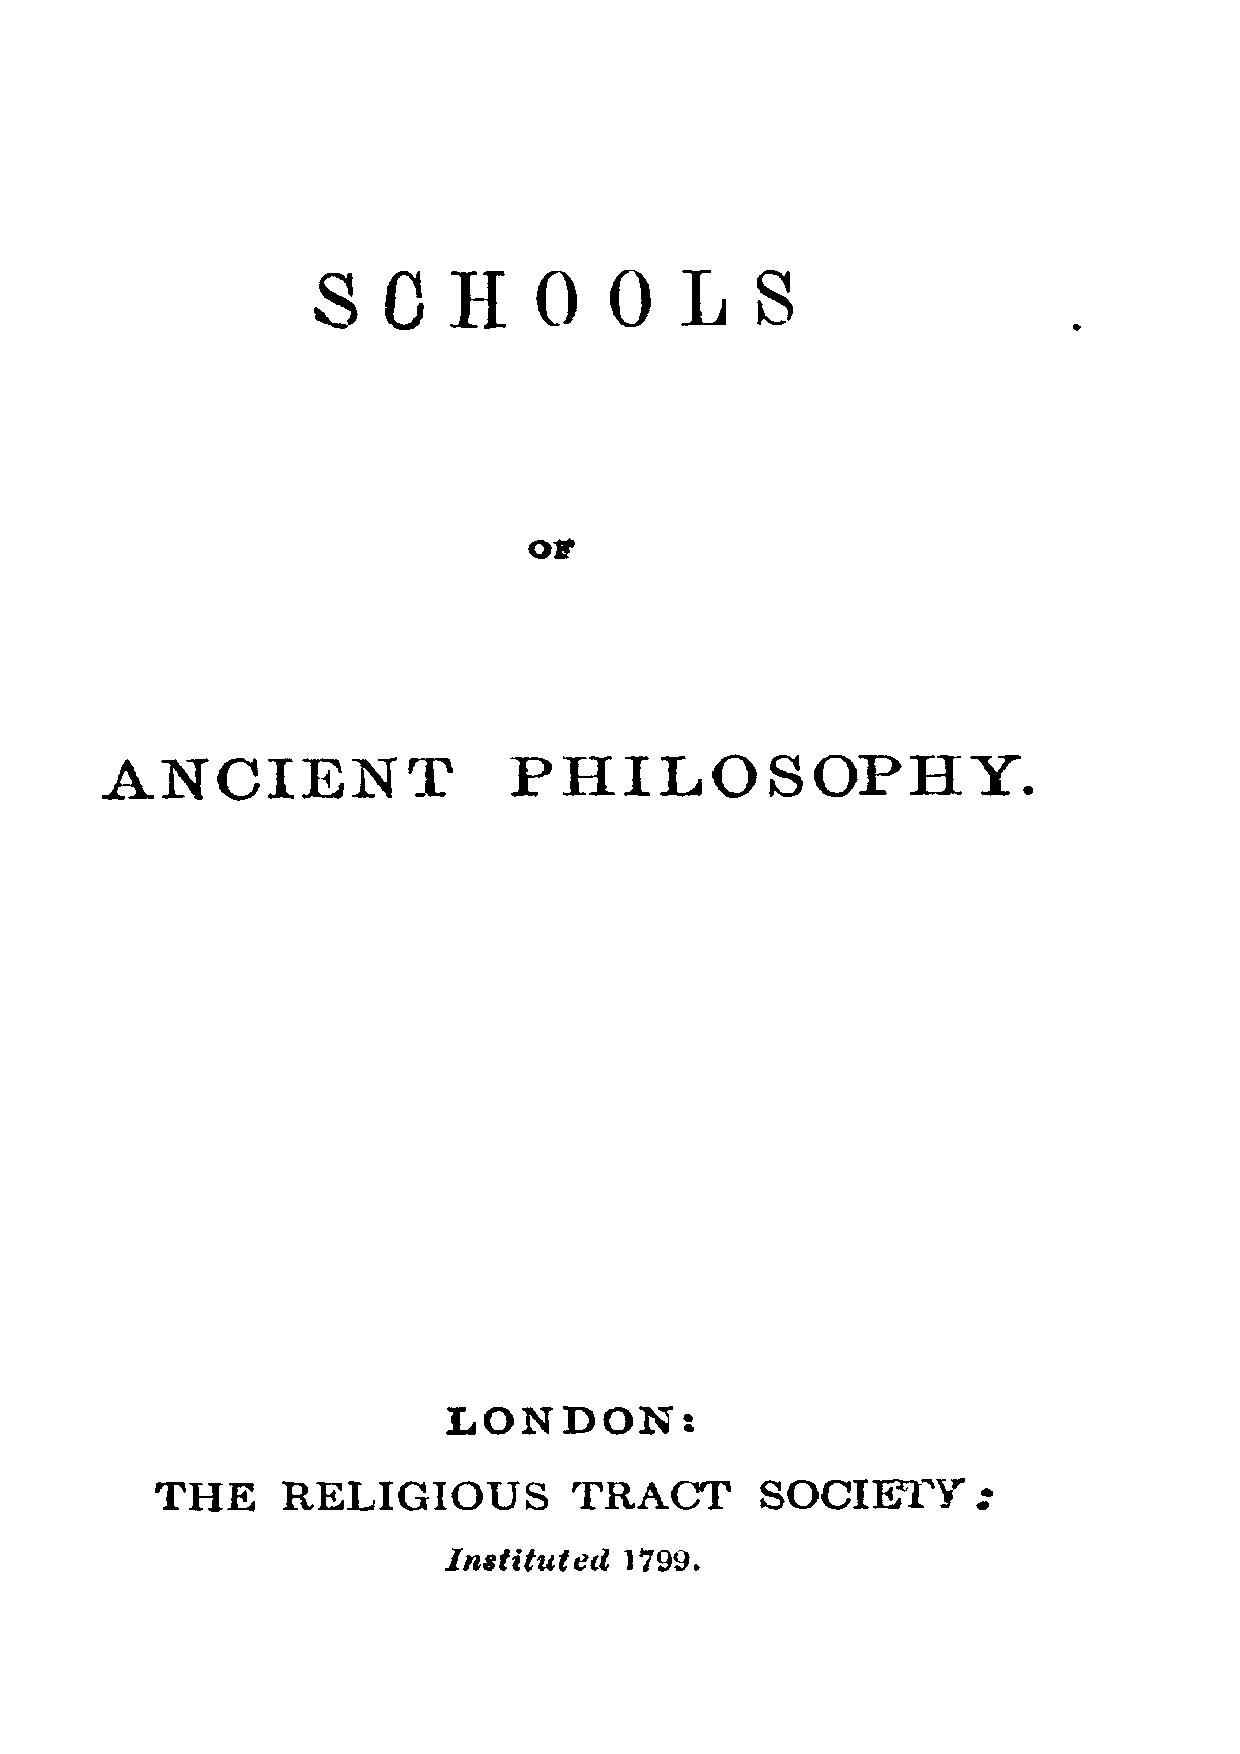 SCHOOLS
OF
ANCIENT PHILOSOPHY.
LONDON:
THE RELIGIOUS TRACT SOCIETY;
Instituted 1799.